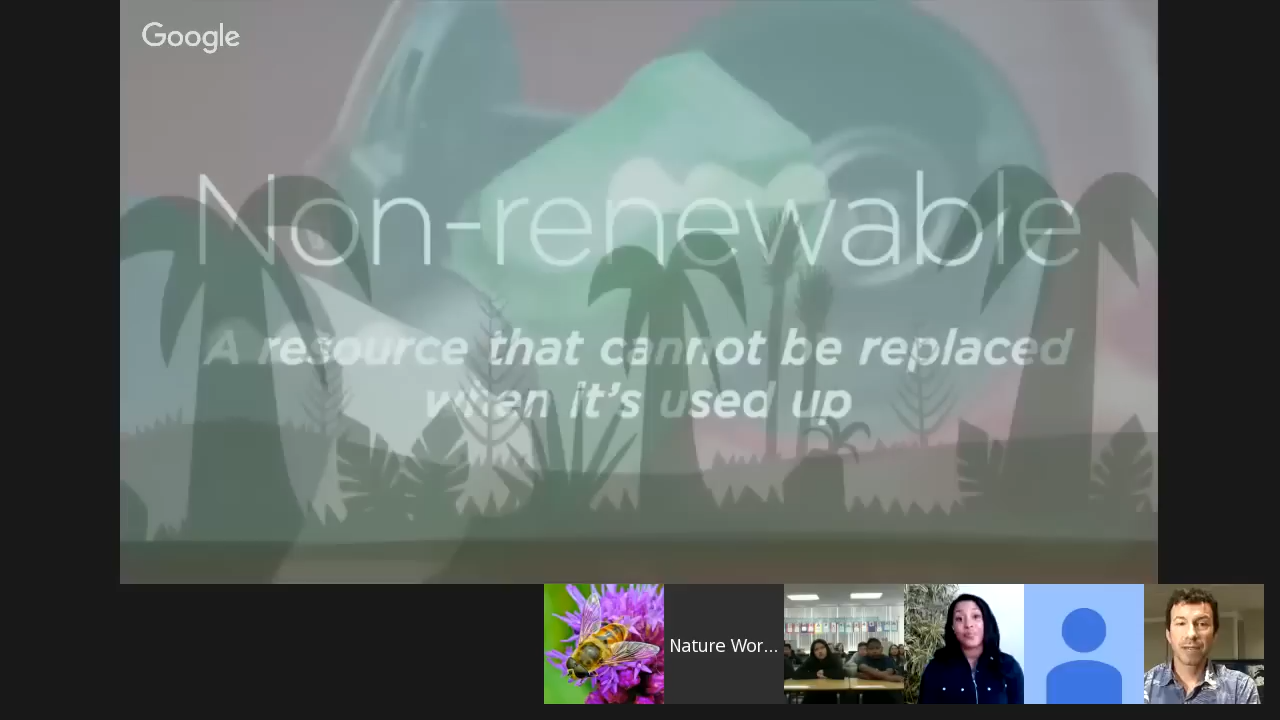 Google
Non-renewable
A resource that cannot be replaced
when it's used up
Nature Wor...